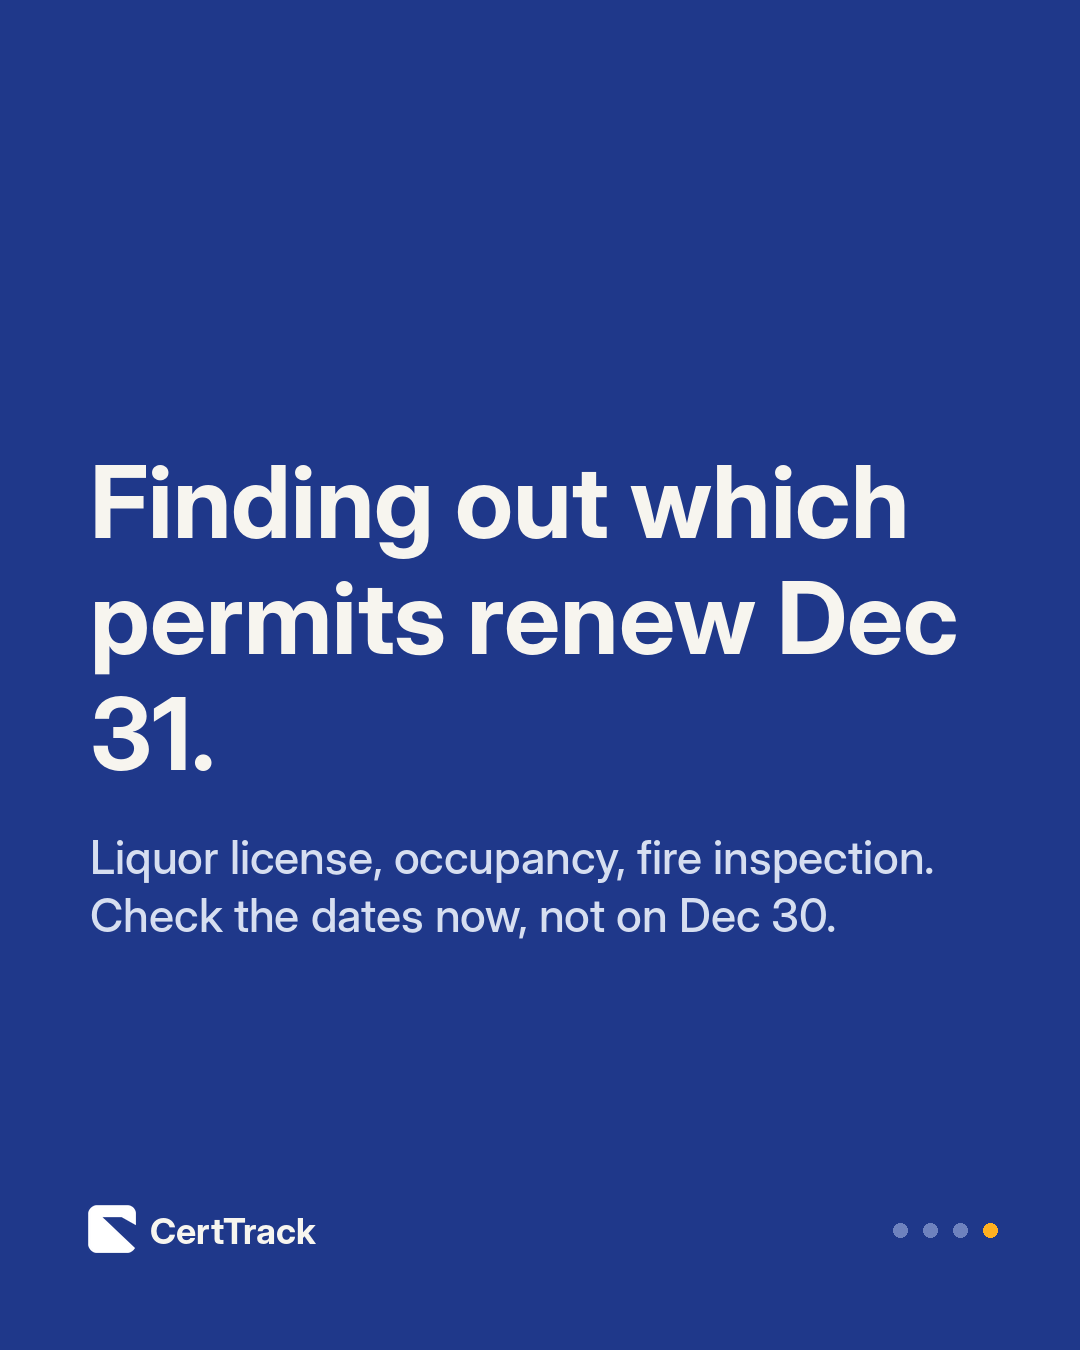 Finding out which
permits renew Dec
31.
Liquor license, occupancy, fire inspection.
Check the dates now, not on Dec 30.
CertTrack